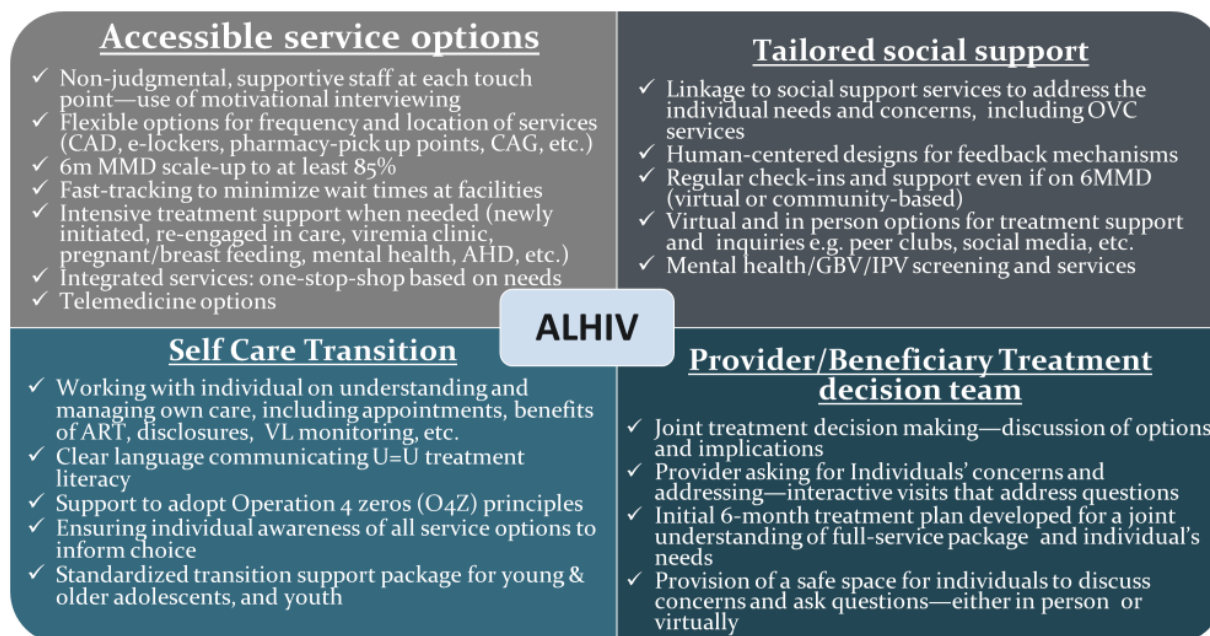 Accessible service options
✓ Non-judgmental, supportive staff at each touch
point—use of motivational interviewing
✓ Flexible options for frequency and location of services
(CAD, e-lockers, pharmacy-pick up points, CAG, etc.)
✓ 6m MMD scale-up to at least 85%
✓ Fast-tracking to minimize wait times at facilities
✓ Intensive treatment support when needed (newly
initiated, re-engaged in care, viremia clinic,
pregnant/breast feeding, mental health, AHD, etc.)
✓ Integrated services: one-stop-shop based on needs
✓ Telemedicine options
Tailored social support
✓ Linkage to social support services to address the
individual needs and concerns, including OVC
services
✓ Human-centered designs for feedback mechanisms
✓ Regular check-ins and support even if on 6MMD
(virtual or community-based)
✓ Virtual and in person options for treatment support
and inquiries e.g. peer clubs, social media, etc.
✓ Mental health/GBV/IPV screening and services
ALHIV
Self Care Transition
✓ Working with individual on understanding and
managing own care, including appointments, benefits
of ART, disclosures, VL monitoring, etc.
✓ Clear language communicating U=U treatment
literacy
✓ Support to adopt Operation 4 zeros (O4Z) principles
✓ Ensuring individual awareness of all service options to
inform choice
✓ Standardized transition support package for young &
older adolescents, and youth
Provider/Beneficiary Treatment
decision team
✓ Joint treatment decision making—discussion of options
and implications
✓ Provider asking for Individuals' concerns and
addressing—interactive visits that address questions
✓ Initial 6-month treatment plan developed for a joint
understanding of full-service package and individual's
needs
✓ Provision of a safe space for individuals to discuss
concerns and ask questions—either in person or
virtually